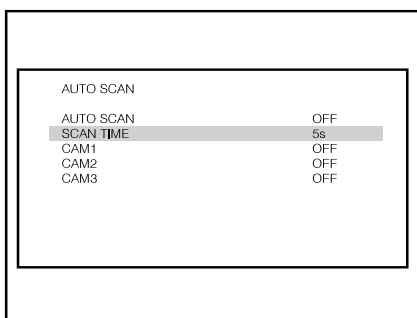 AUTO SCAN
AUTO SCAN OFF
SCAN TIME 5s
CAM1 OFF
CAM2 OFF
CAM3 OFF